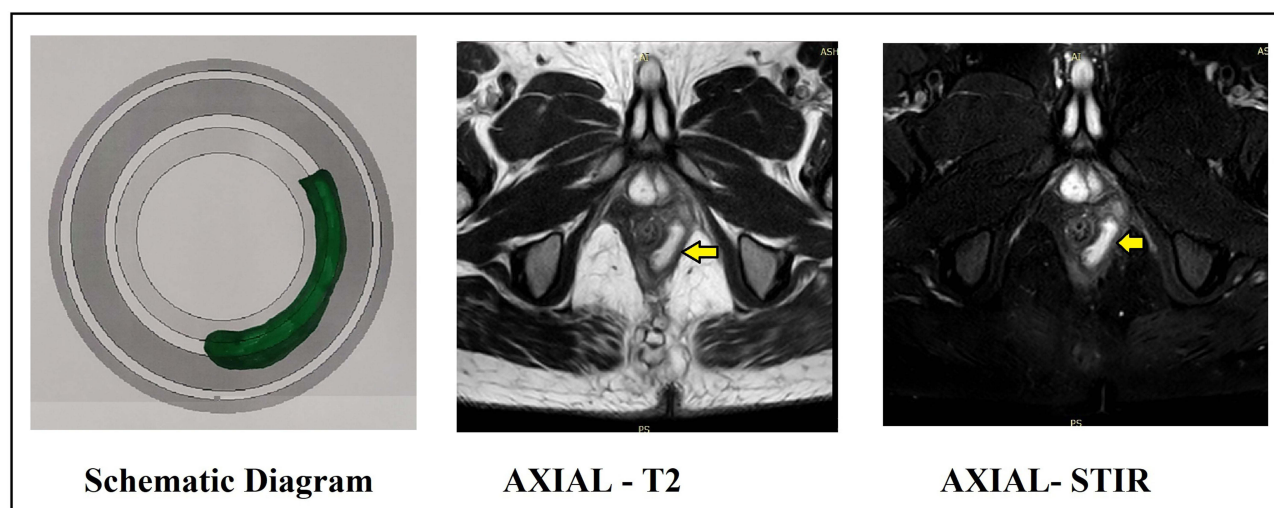 AI
ASH
PS
AI
AS
PS
Schematic Diagram
AXIAL - T2
AXIAL- STIR